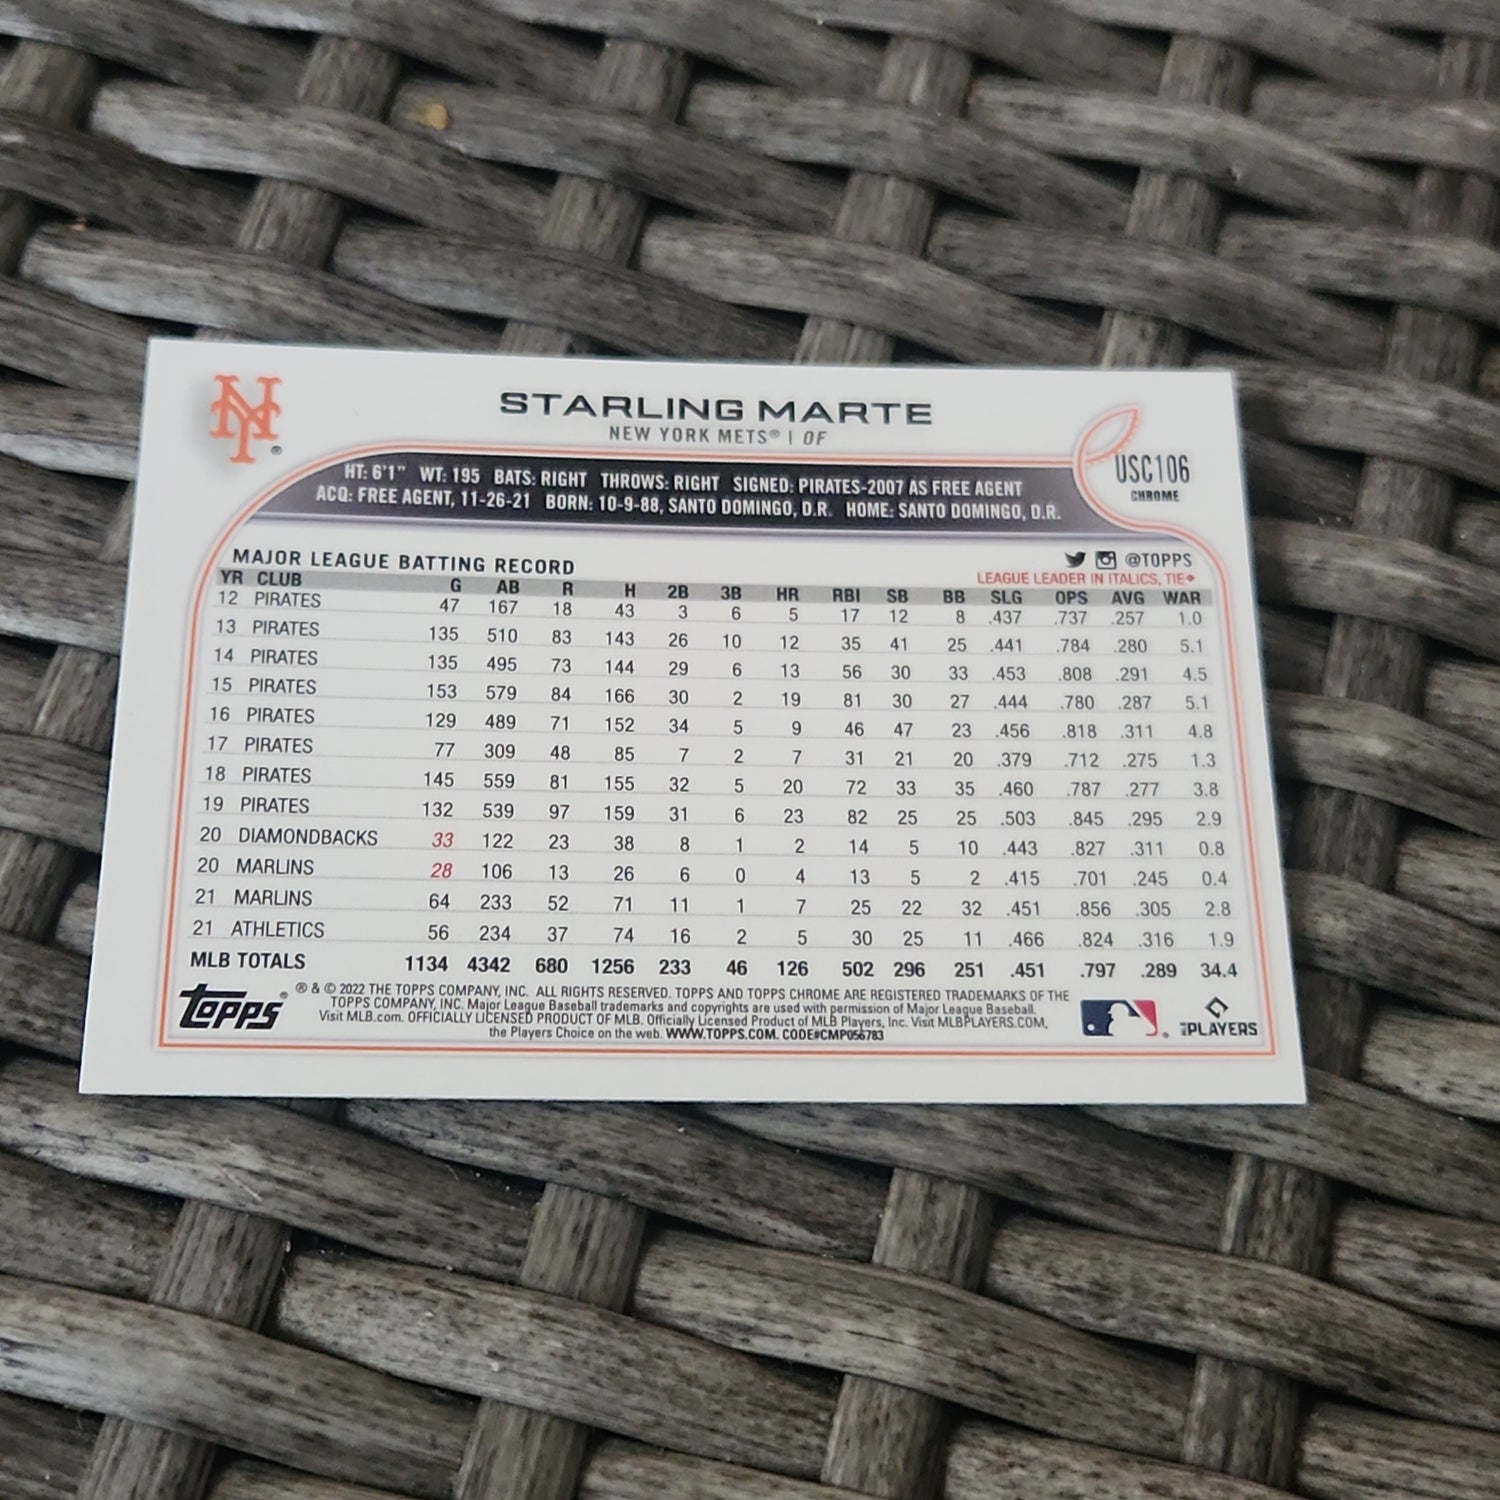 NY®
STARLING MARTE
NEW YORK METS® | OF
USC106
CHROME
HT: 6'1" WT: 195 BATS: RIGHT THROWS: RIGHT SIGNED: PIRATES-2007 AS FREE AGENT
ACQ: FREE AGENT, 11-26-21 BORN: 10-9-88, SANTO DOMINGO, D.R. HOME: SANTO DOMINGO, D.R.
MAJOR LEAGUE BATTING RECORD
@TOPPS
LEAGUE LEADER IN ITALICS, TIE♦
YR CLUB G AB R H 2B 3B HR RBI SB BB SLG OPS AVG WAR
12 PIRATES 47 167 18 43 3 6 5 17 12 8 .437 .737 .257 1.0
13 PIRATES 135 510 83 143 26 10 12 35 41 25 .441 .784 .280 5.1
14 PIRATES 135 495 73 144 29 6 13 56 30 33 .453 .808 .291 4.5
15 PIRATES 153 579 84 166 30 2 19 81 30 27 .444 .780 .287 5.1
16 PIRATES 129 489 71 152 34 5 9 46 47 23 .456 .818 .311 4.8
17 PIRATES 77 309 48 85 7 2 7 31 21 20 .379 .712 .275 1.3
18 PIRATES 145 559 81 155 32 5 20 72 33 35 .460 .787 .277 3.8
19 PIRATES 132 539 97 159 31 6 23 82 25 25 .503 .845 .295 2.9
20 DIAMONDBACKS 33 122 23 38 8 1 2 14 5 10 .443 .827 .311 0.8
20 MARLINS 28 106 13 26 6 0 4 13 5 2 .415 .701 .245 0.4
21 MARLINS 64 233 52 71 11 1 7 25 22 32 .451 .856 .305 2.8
21 ATHLETICS 56 234 37 74 16 2 5 30 25 11 .466 .824 .316 1.9
MLB TOTALS 1134 4342 680 1256 233 46 126 502 296 251 .451 .797 .289 34.4
Topps®
® & © 2022 THE TOPPS COMPANY, INC. ALL RIGHTS RESERVED. TOPPS AND TOPPS CHROME ARE REGISTERED TRADEMARKS OF THE
TOPPS COMPANY, INC. Major League Baseball trademarks and copyrights are used with permission of Major League Baseball.
Visit MLB.com. OFFICIALLY LICENSED PRODUCT OF MLB. Officially Licensed Product of MLB Players, Inc. Visit MLBPLAYERS.COM,
the Players Choice on the web. WWW.TOPPS.COM. CODE#CMP056783
PLAYERS